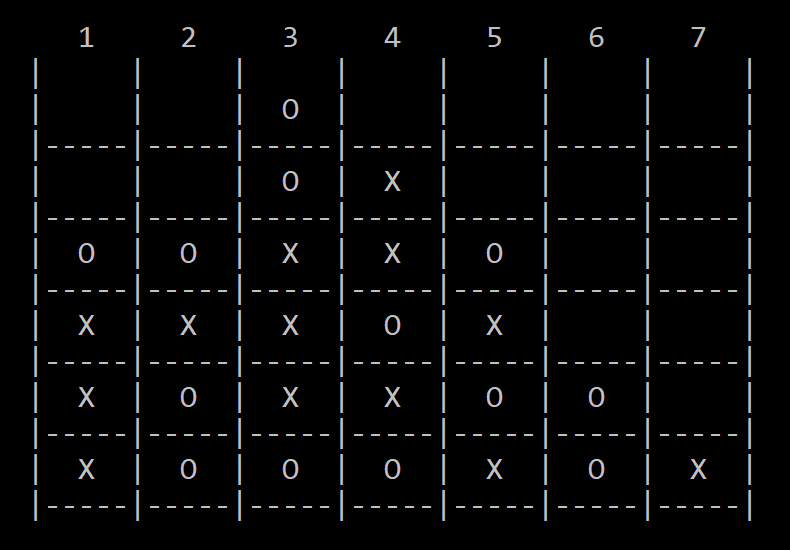 1 2 3 4 5 6 7
| | | | | | | |
| | | O | | | | |
|-----|-----|-----|-----|-----|-----|-----|
| | | O | X | | | |
|-----|-----|-----|-----|-----|-----|-----|
| O | O | X | X | O | | |
|-----|-----|-----|-----|-----|-----|-----|
| X | X | X | O | X | | |
|-----|-----|-----|-----|-----|-----|-----|
| X | O | X | X | O | O | |
|-----|-----|-----|-----|-----|-----|-----|
| X | O | O | O | X | O | X |
|-----|-----|-----|-----|-----|-----|-----|